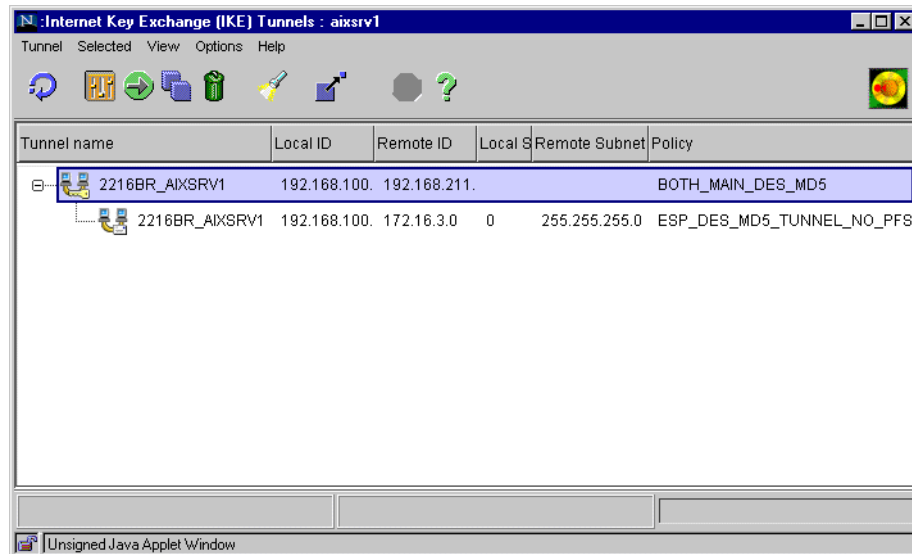 :Internet Key Exchange (IKE) Tunnels : aixsrv1
Tunnel Selected View Options Help
Tunnel name Local ID Remote ID Local S Remote Subnet Policy
2216BR_AIXSRV1 192.168.100. 192.168.211. BOTH_MAIN_DES_MD5
2216BR_AIXSRV1 192.168.100. 172.16.3.0 0 255.255.255.0 ESP_DES_MD5_TUNNEL_NO_PFS
Unsigned Java Applet Window